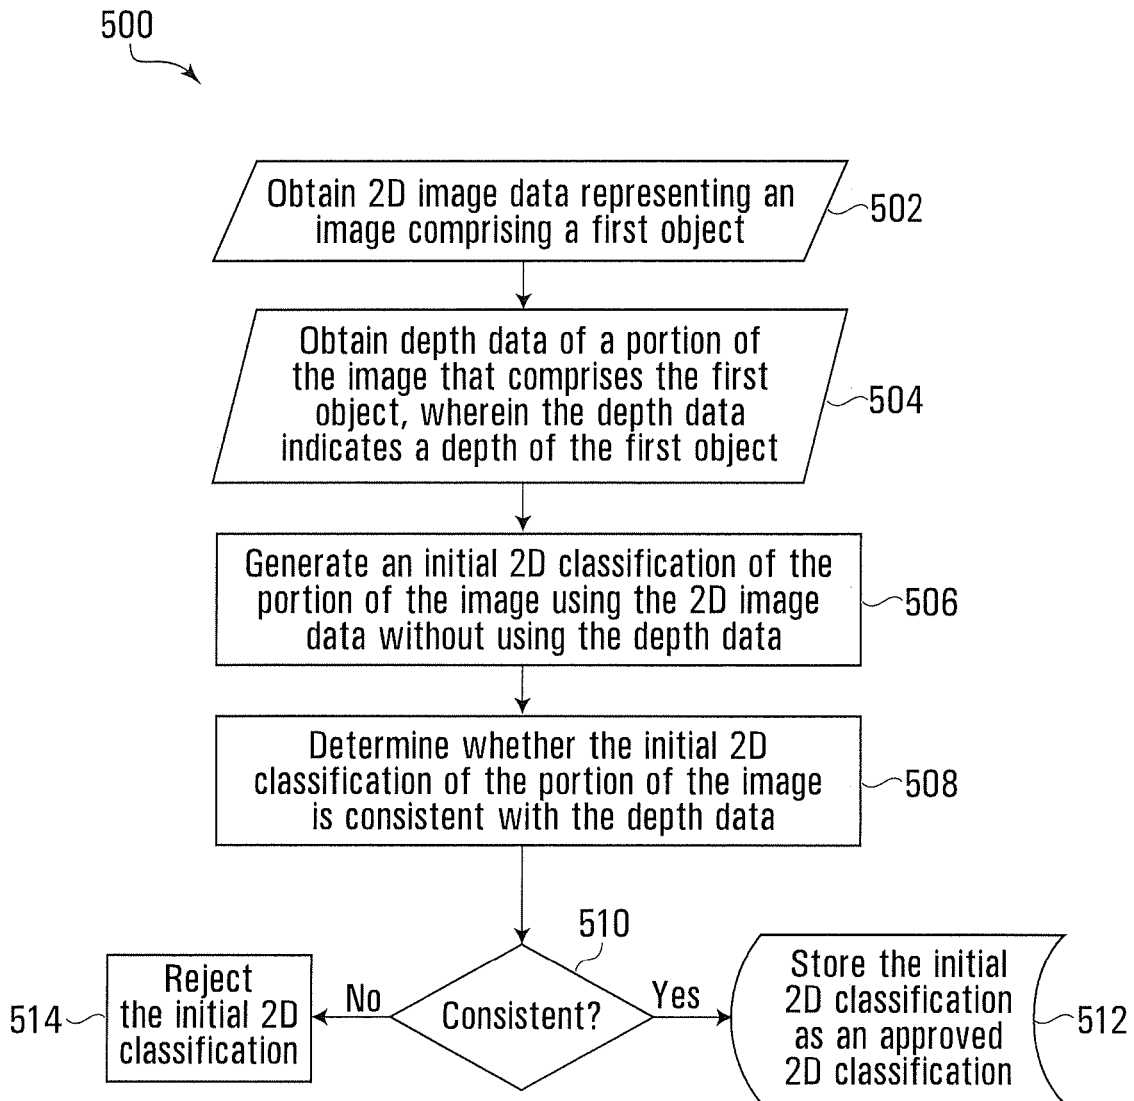 500
Obtain 2D image data representing an
image comprising a first object
502
Obtain depth data of a portion of
the image that comprises the first
object, wherein the depth data
indicates a depth of the first object
504
Generate an initial 2D classification of the
portion of the image using the 2D image
data without using the depth data
506
Determine whether the initial 2D
classification of the portion of the image
is consistent with the depth data
508
510
Consistent?
No
Yes
Reject
the initial 2D
classification
514
Store the initial
2D classification
as an approved
2D classification
512